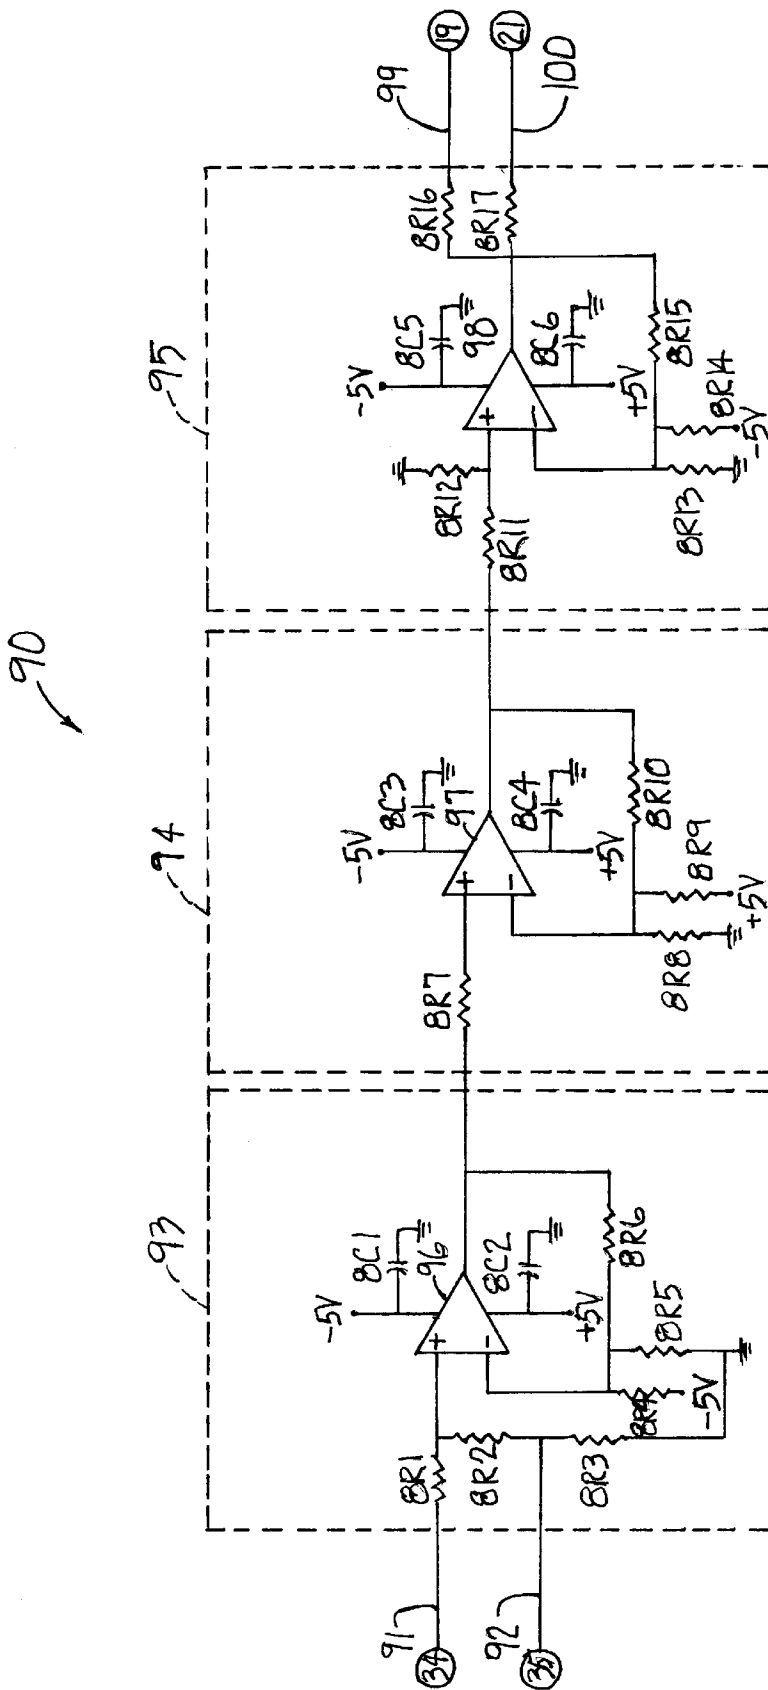 90
93
94
95
34
91
35
92
8R1
8R2
8R3
8R4
-5V
8R5
8R6
+
-
-5V
8C1
96
8C2
+5V
8R7
+
-
-5V
8C3
97
8C4
+5V
8R8
8R9
+5V
8R10
8R11
8R12
+
-
-5V
8C5
98
8C6
+5V
8R13
8R14
-5V
8R15
8R16
8R17
99
19
100
21